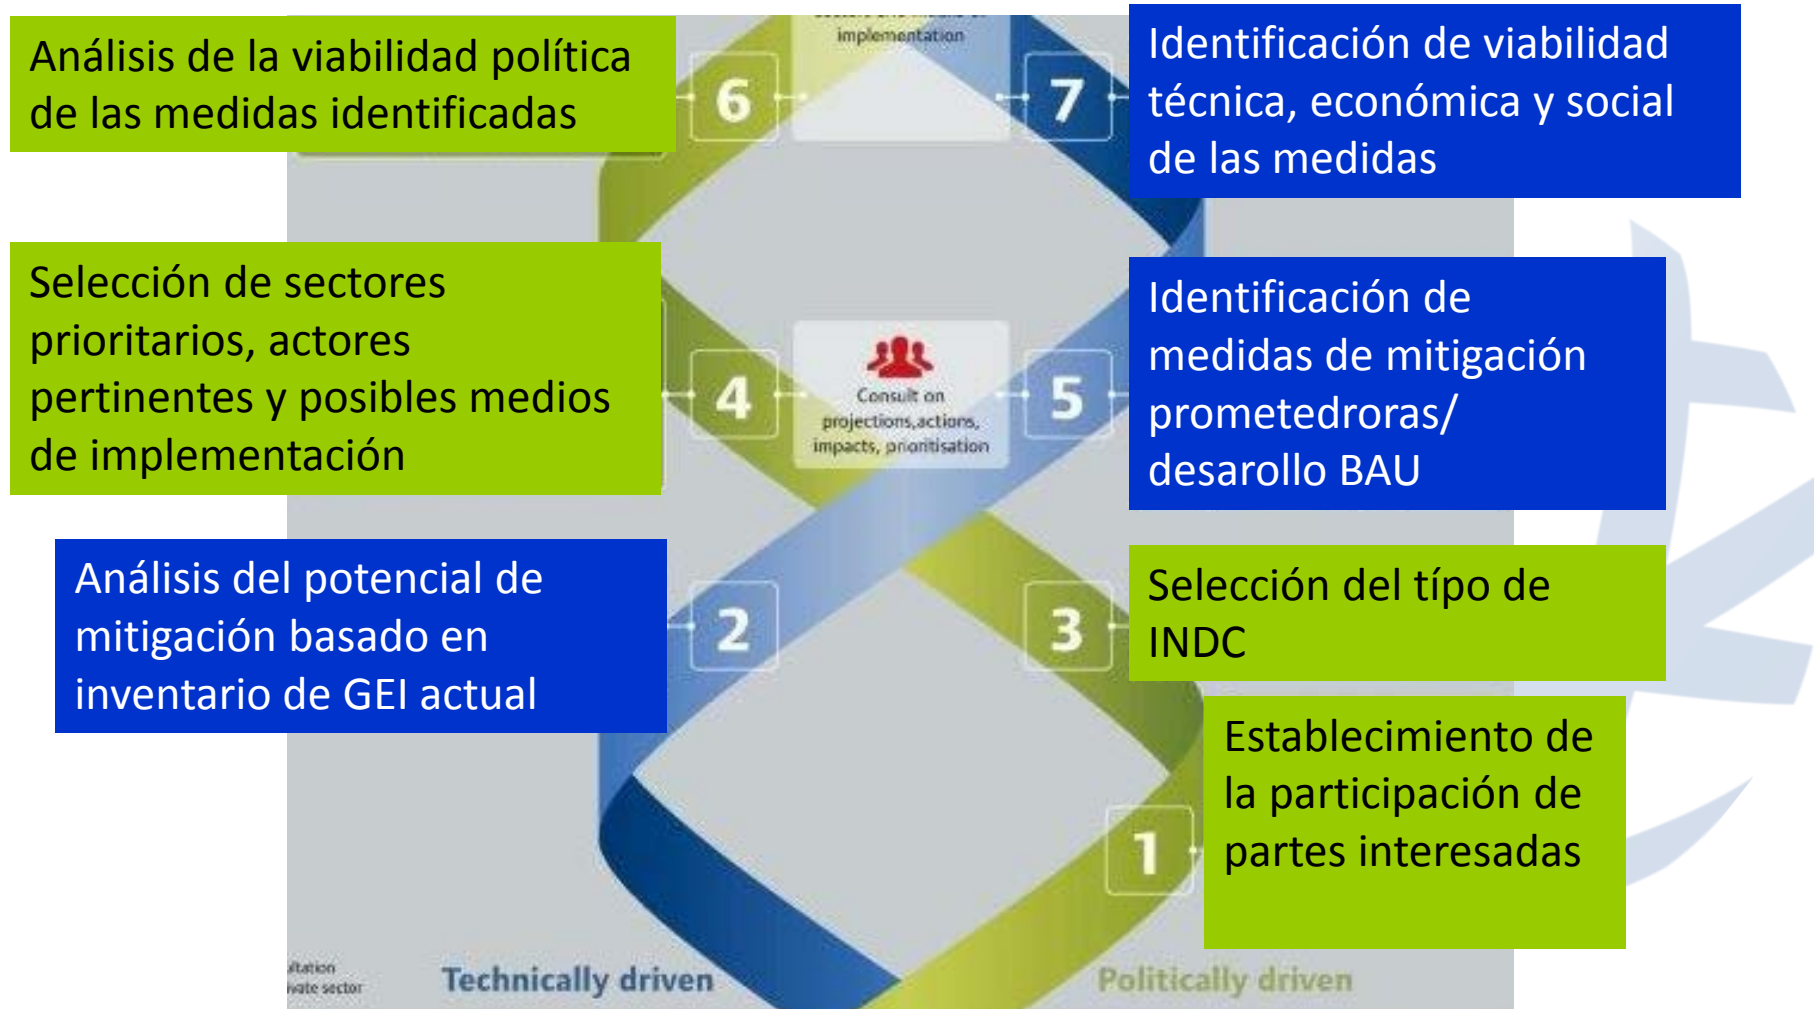 implementation
Análisis de la viabilidad política
de las medidas identificadas
6
7
Identificación de viabilidad
técnica, económica y social
de las medidas
Selección de sectores
prioritarios, actores
pertinentes y posibles medios
de implementación
4
Consult on
projections,actions,
impacts, prioritisation
5
Identificación de
medidas de mitigación
prometedroras/
desarollo BAU
Análisis del potencial de
mitigación basado en
inventario de GEI actual
2
3
Selección del típo de
INDC
1
Establecimiento de
la participación de
partes interesadas
sector
Technically driven
Politically driven